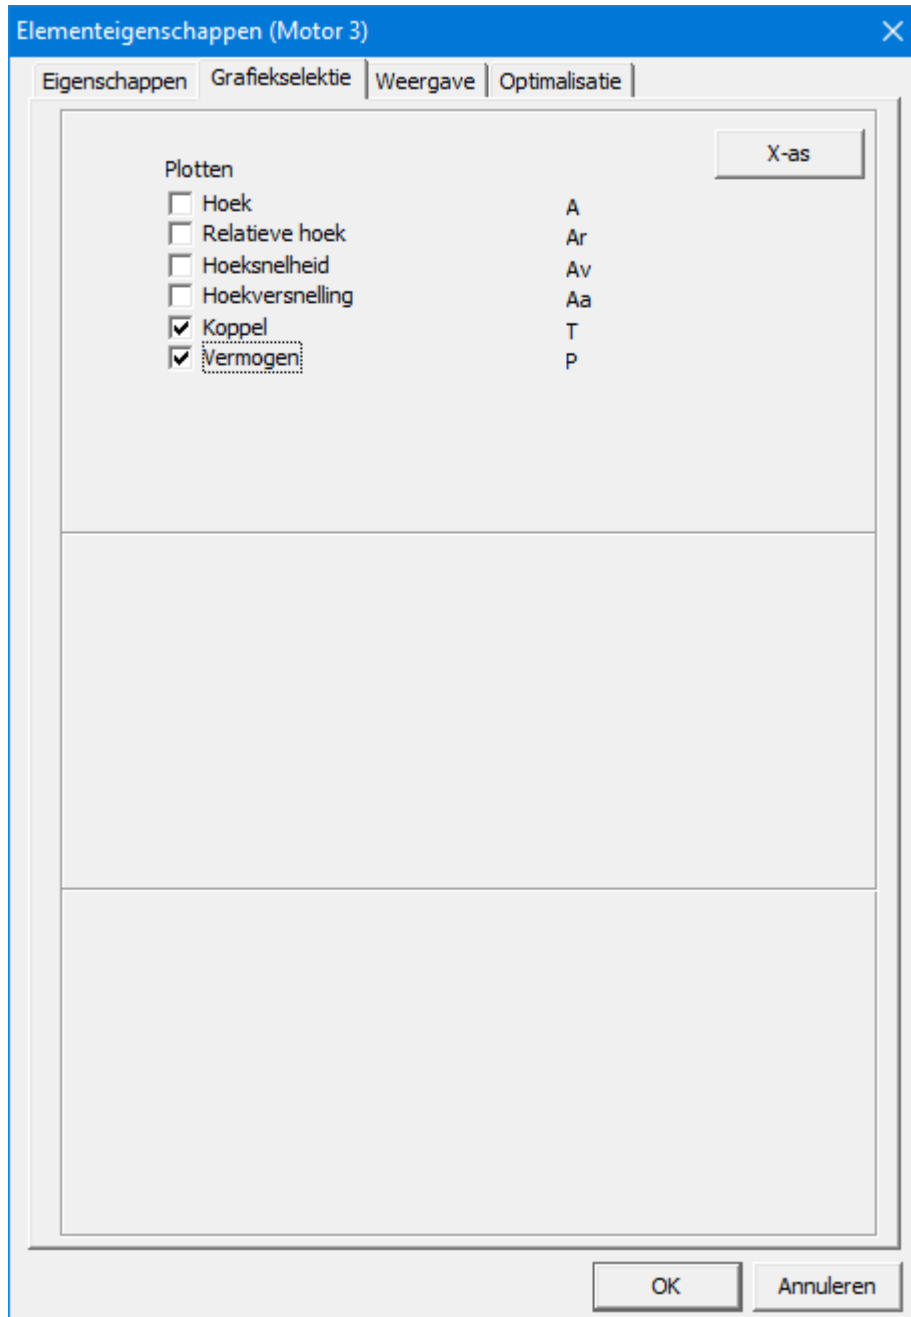 Elementeigenschappen (Motor 3)
Eigenschappen Grafiekselektie Weergave Optimalisatie
X-as
Plotten
Hoek A
Relatieve hoek Ar
Hoeksnelheid Av
Hoekversnelling Aa
Koppel T
Vermogen P
OK Annuleren